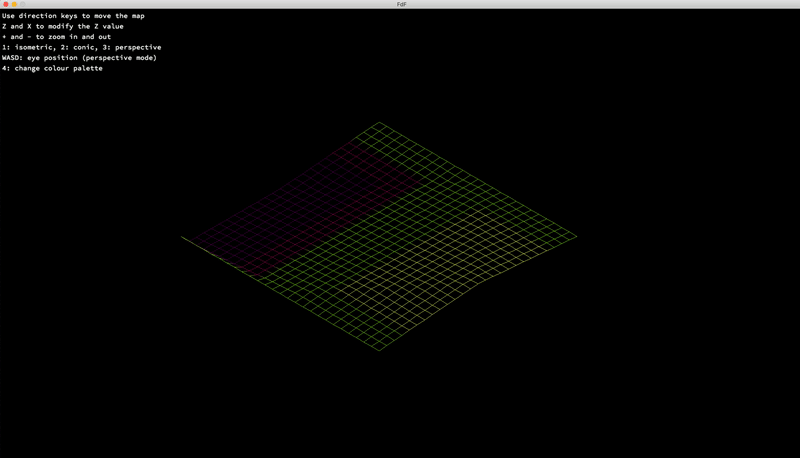 FdF
Use direction keys to move the map
Z and X to modify the Z value
+ and - to zoom in and out
1: isometric, 2: conic, 3: perspective
WASD: eye position (perspective mode)
4: change colour palette